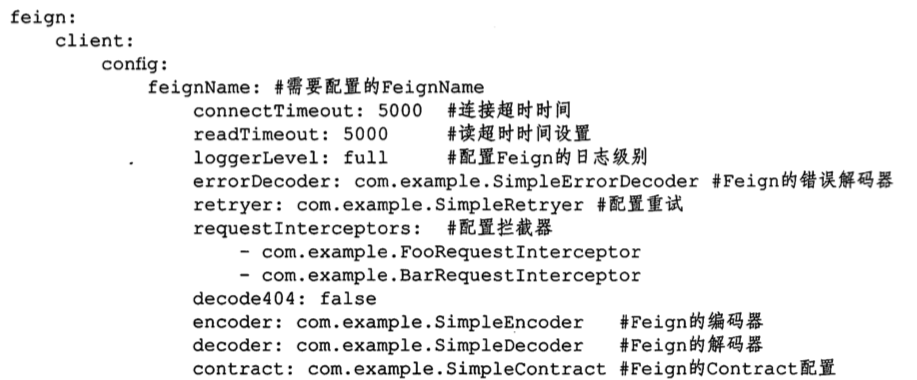 feign:
    client:
        config:
            feignName: #需要配置的FeignName
                connectTimeout: 5000  #连接超时时间
                readTimeout: 5000     #读超时时间设置
                loggerLevel: full     #配置Feign的日志级别
                errorDecoder: com.example.SimpleErrorDecoder #Feign的错误解码器
                retryer: com.example.SimpleRetryer #配置重试
                requestInterceptors:  #配置拦截器
                    - com.example.FooRequestInterceptor
                    - com.example.BarRequestInterceptor
                decode404: false
                encoder: com.example.SimpleEncoder   #Feign的编码器
                decoder: com.example.SimpleDecoder   #Feign的解码器
                contract: com.example.SimpleContract #Feign的Contract配置